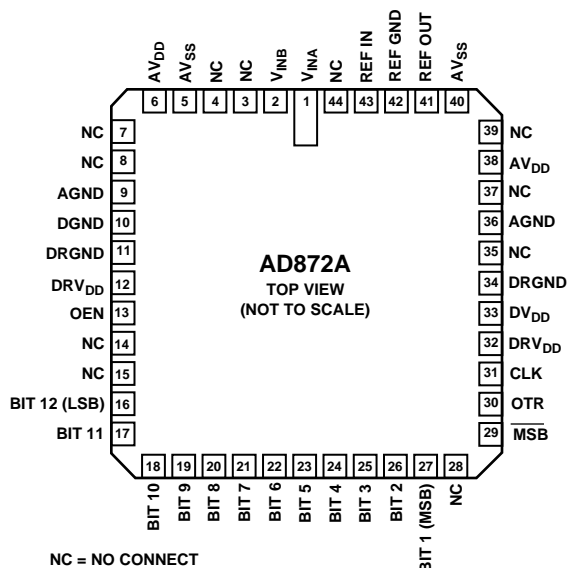 AV_DD
AV_SS
NC
NC
V_INB
V_INA
NC
REF IN
REF GND
REF OUT
AV_SS
6 5 4 3 2 1 44 43 42 41 40
NC 7
NC 8
AGND 9
DGND 10
DRGND 11
DRV_DD 12
OEN 13
NC 14
NC 15
BIT 12 (LSB) 16
BIT 11 17
AD872A
TOP VIEW
(NOT TO SCALE)
39 NC
38 AV_DD
37 NC
36 AGND
35 NC
34 DRGND
33 DV_DD
32 DRV_DD
31 CLK
30 OTR
29 MSB
18 19 20 21 22 23 24 25 26 27 28
BIT 10
BIT 9
BIT 8
BIT 7
BIT 6
BIT 5
BIT 4
BIT 3
BIT 2
BIT 1 (MSB)
NC
NC = NO CONNECT